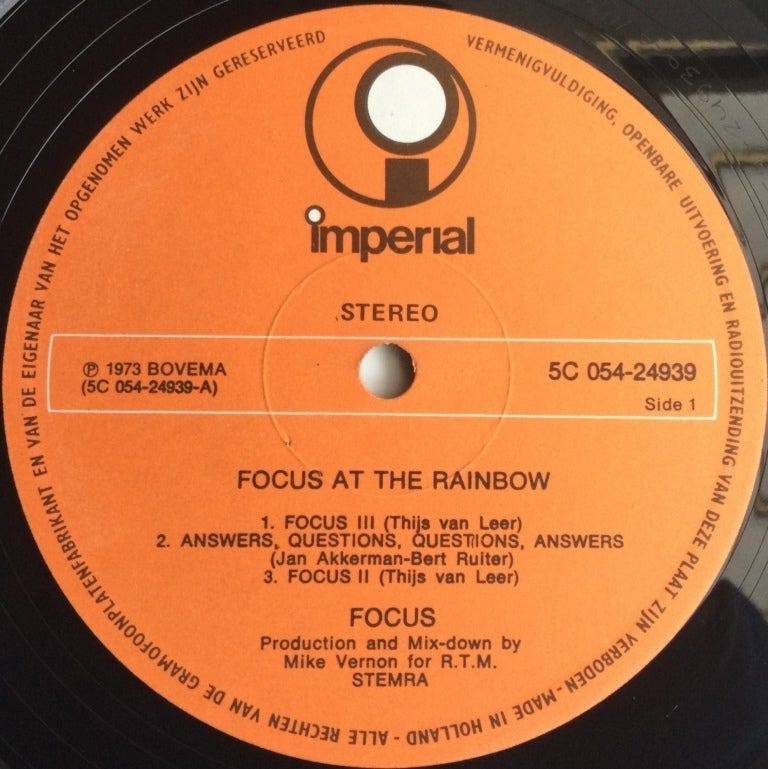 imperial
STEREO
℗ 1973 BOVEMA
(5C 054-24939-A)
5C 054-24939
Side 1
FOCUS AT THE RAINBOW
1. FOCUS III (Thijs van Leer)
2. ANSWERS, QUESTIONS, QUESTIONS, ANSWERS
(Jan Akkerman-Bert Ruiter)
3. FOCUS II (Thijs van Leer)
FOCUS
Production and Mix-down by
Mike Vernon for R.T.M.
STEMRA
ALLE RECHTEN VAN DE GRAMOFOONPLATENFABRIKANT EN VAN DE EIGENAAR VAN HET OPGENOMEN WERK ZIJN GERESERVEERD
VERMENIGVULDIGING, OPENBARE UITVOERING EN RADIOUITZENDING VAN DEZE PLAAT ZIJN VERBODEN - MADE IN HOLLAND -